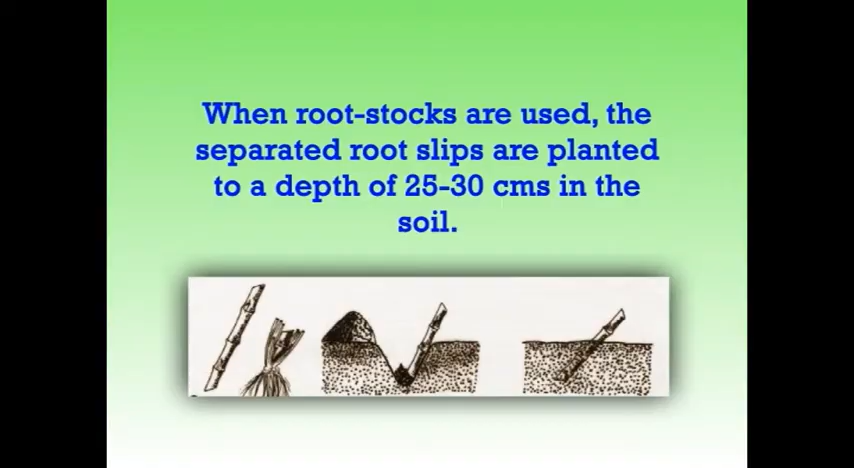 When root-stocks are used, the
separated root slips are planted
to a depth of 25-30 cms in the
soil.